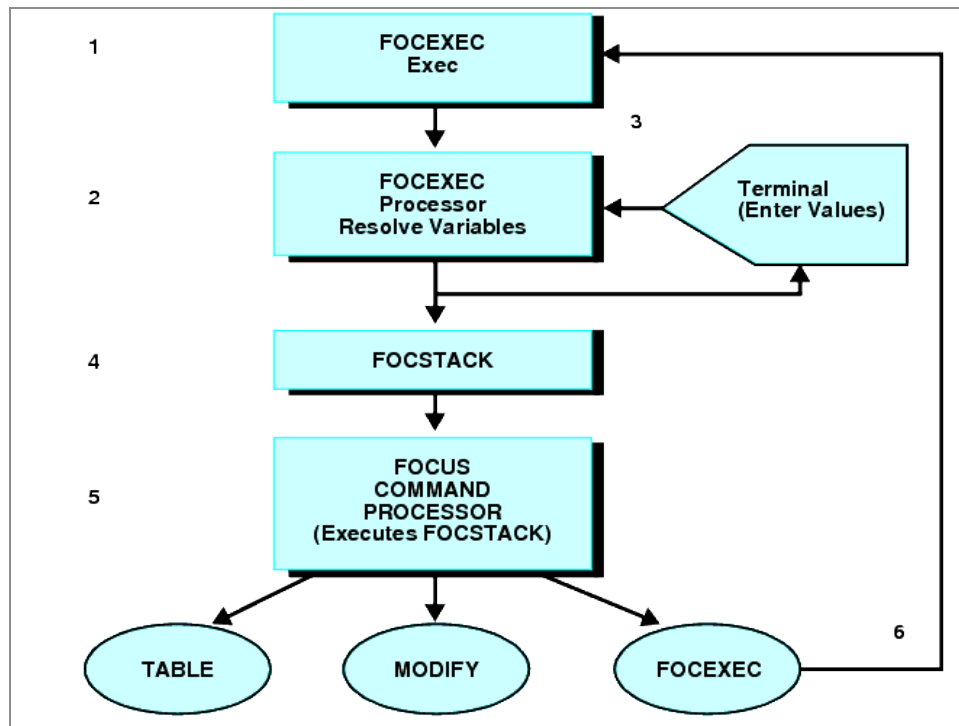 1
FOCEXEC
Exec
3
2
FOCEXEC
Processor
Resolve Variables
Terminal
(Enter Values)
4
FOCSTACK
5
FOCUS
COMMAND
PROCESSOR
(Executes FOCSTACK)
6
TABLE
MODIFY
FOCEXEC